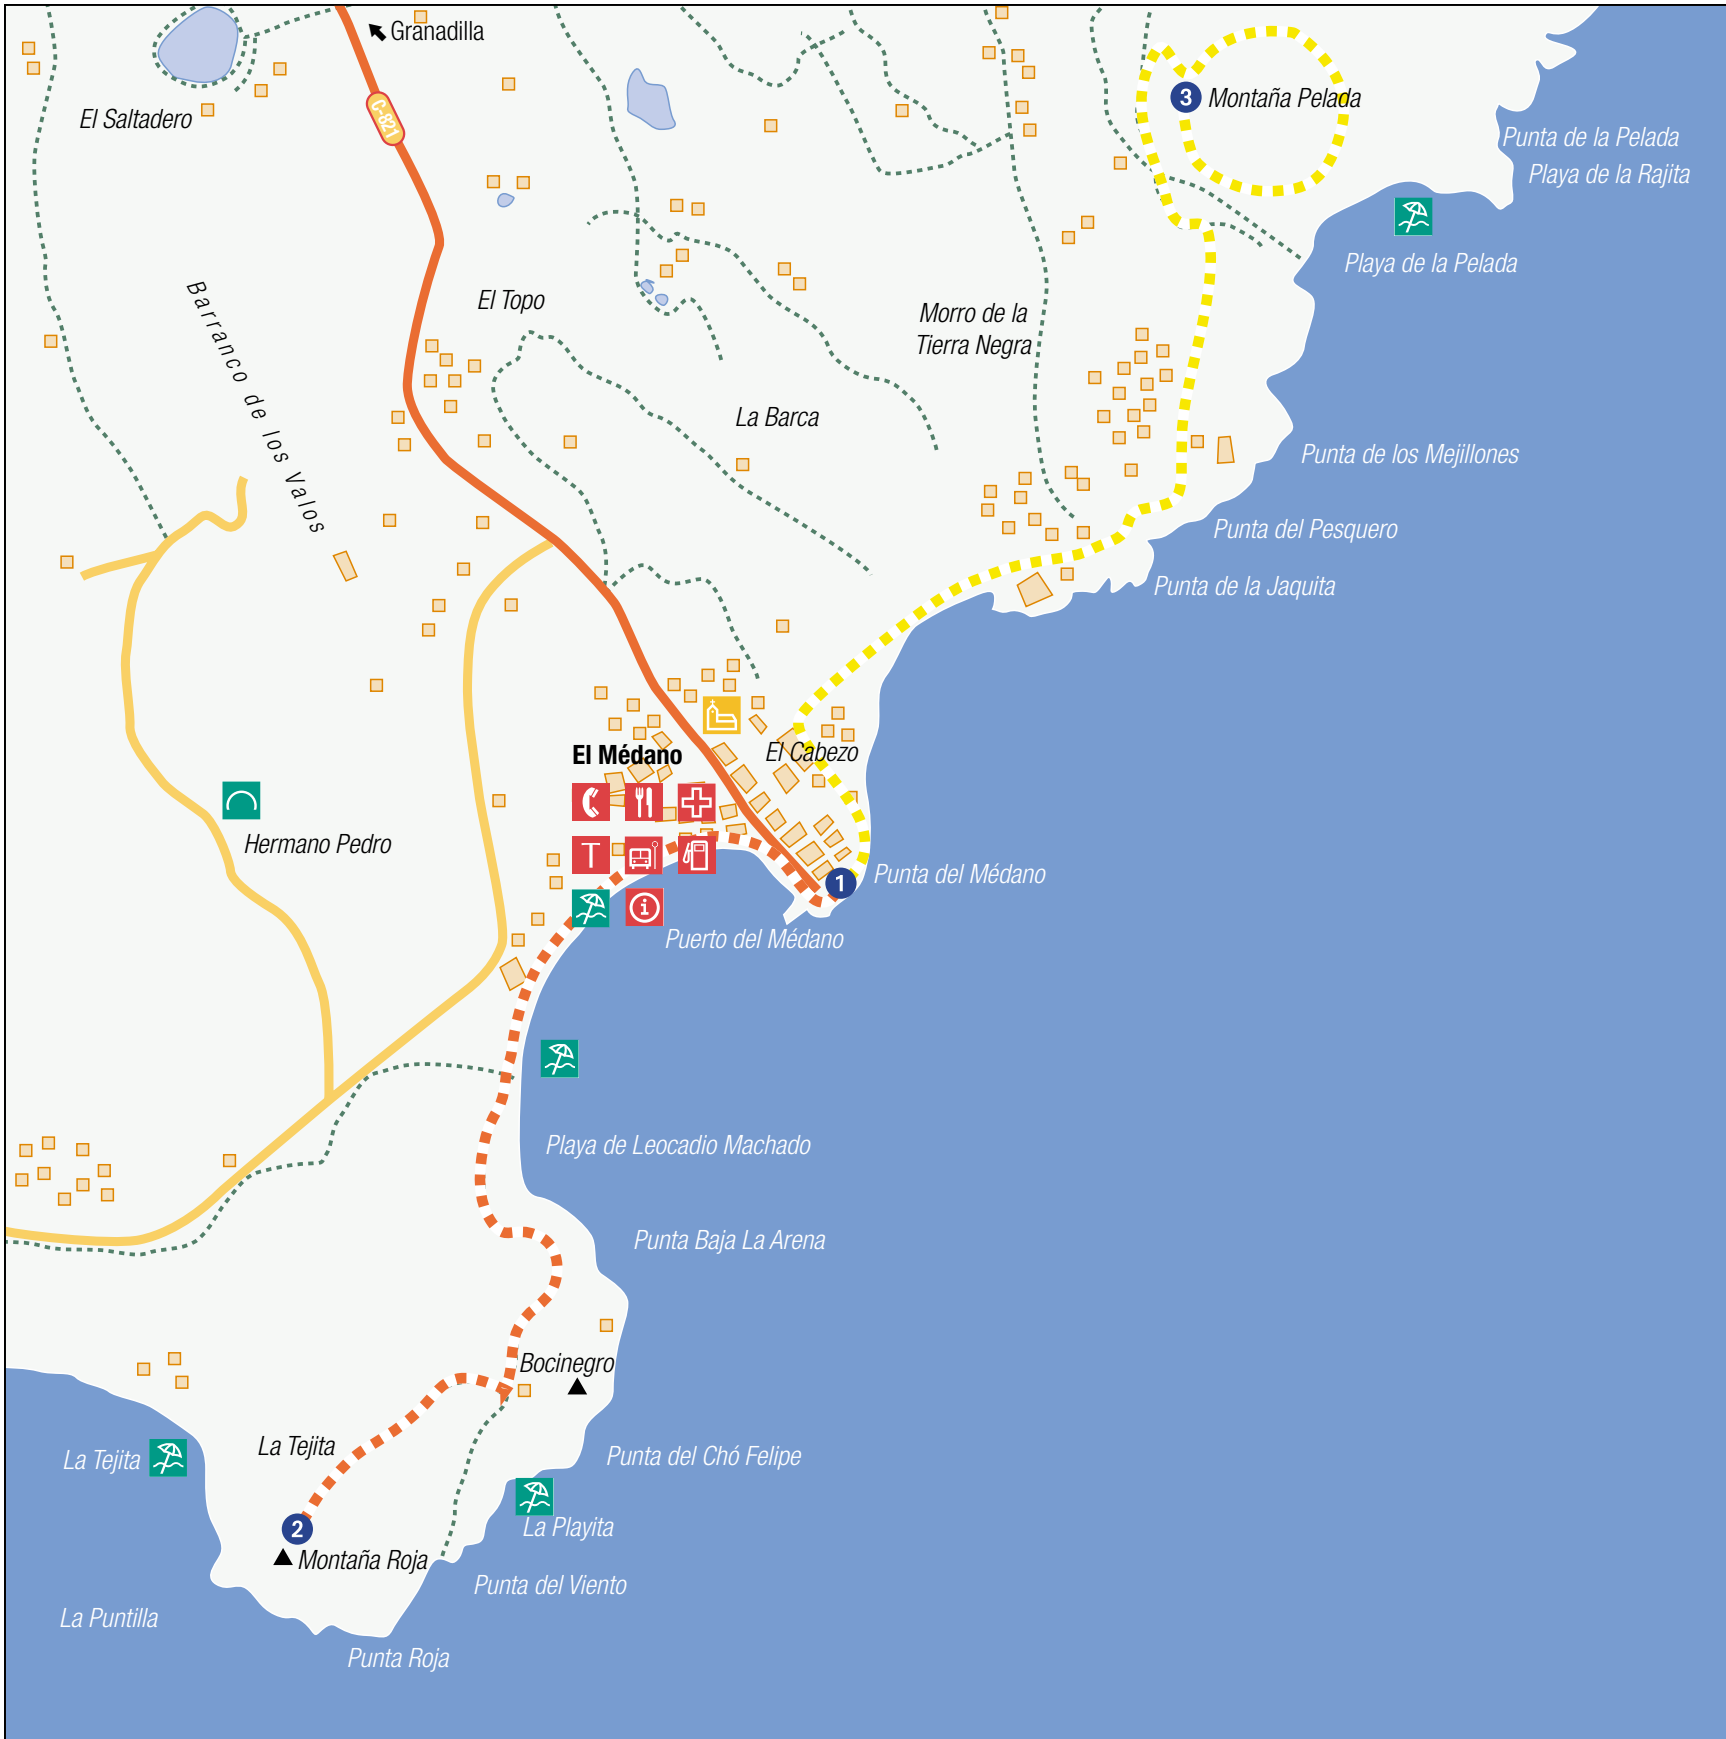 Granadilla
C-821
El Saltadero
3
Montaña Pelada
Punta de la Pelada
Playa de la Rajita
Playa de la Pelada
Barranco de los Valos
El Topo
Morro de la
Tierra Negra
La Barca
Punta de los Mejillones
Punta del Pesquero
Punta de la Jaquita
El Médano
El Cabezo
Hermano Pedro
T
i
1
Punta del Médano
Puerto del Médano
Playa de Leocadio Machado
Punta Baja La Arena
Bocinegro
La Tejita
La Tejita
Punta del Chó Felipe
La Playita
2
Montaña Roja
Punta del Viento
La Puntilla
Punta Roja